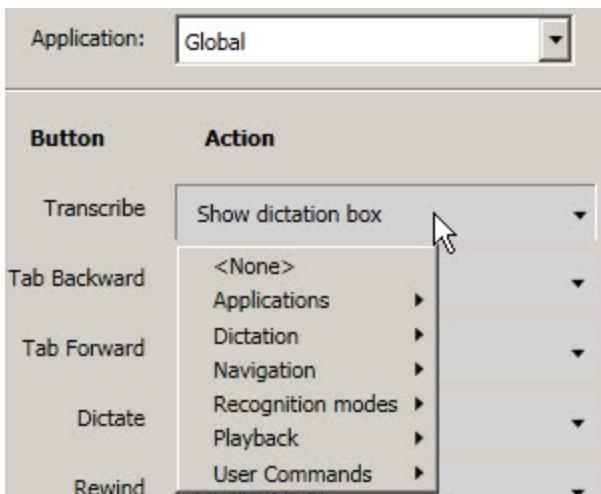 Application: Global
Button Action
Transcribe Show dictation box
<None>
Tab Backward
Applications
Dictation
Tab Forward
Navigation
Recognition modes
Dictate
Playback
User Commands
Rewind